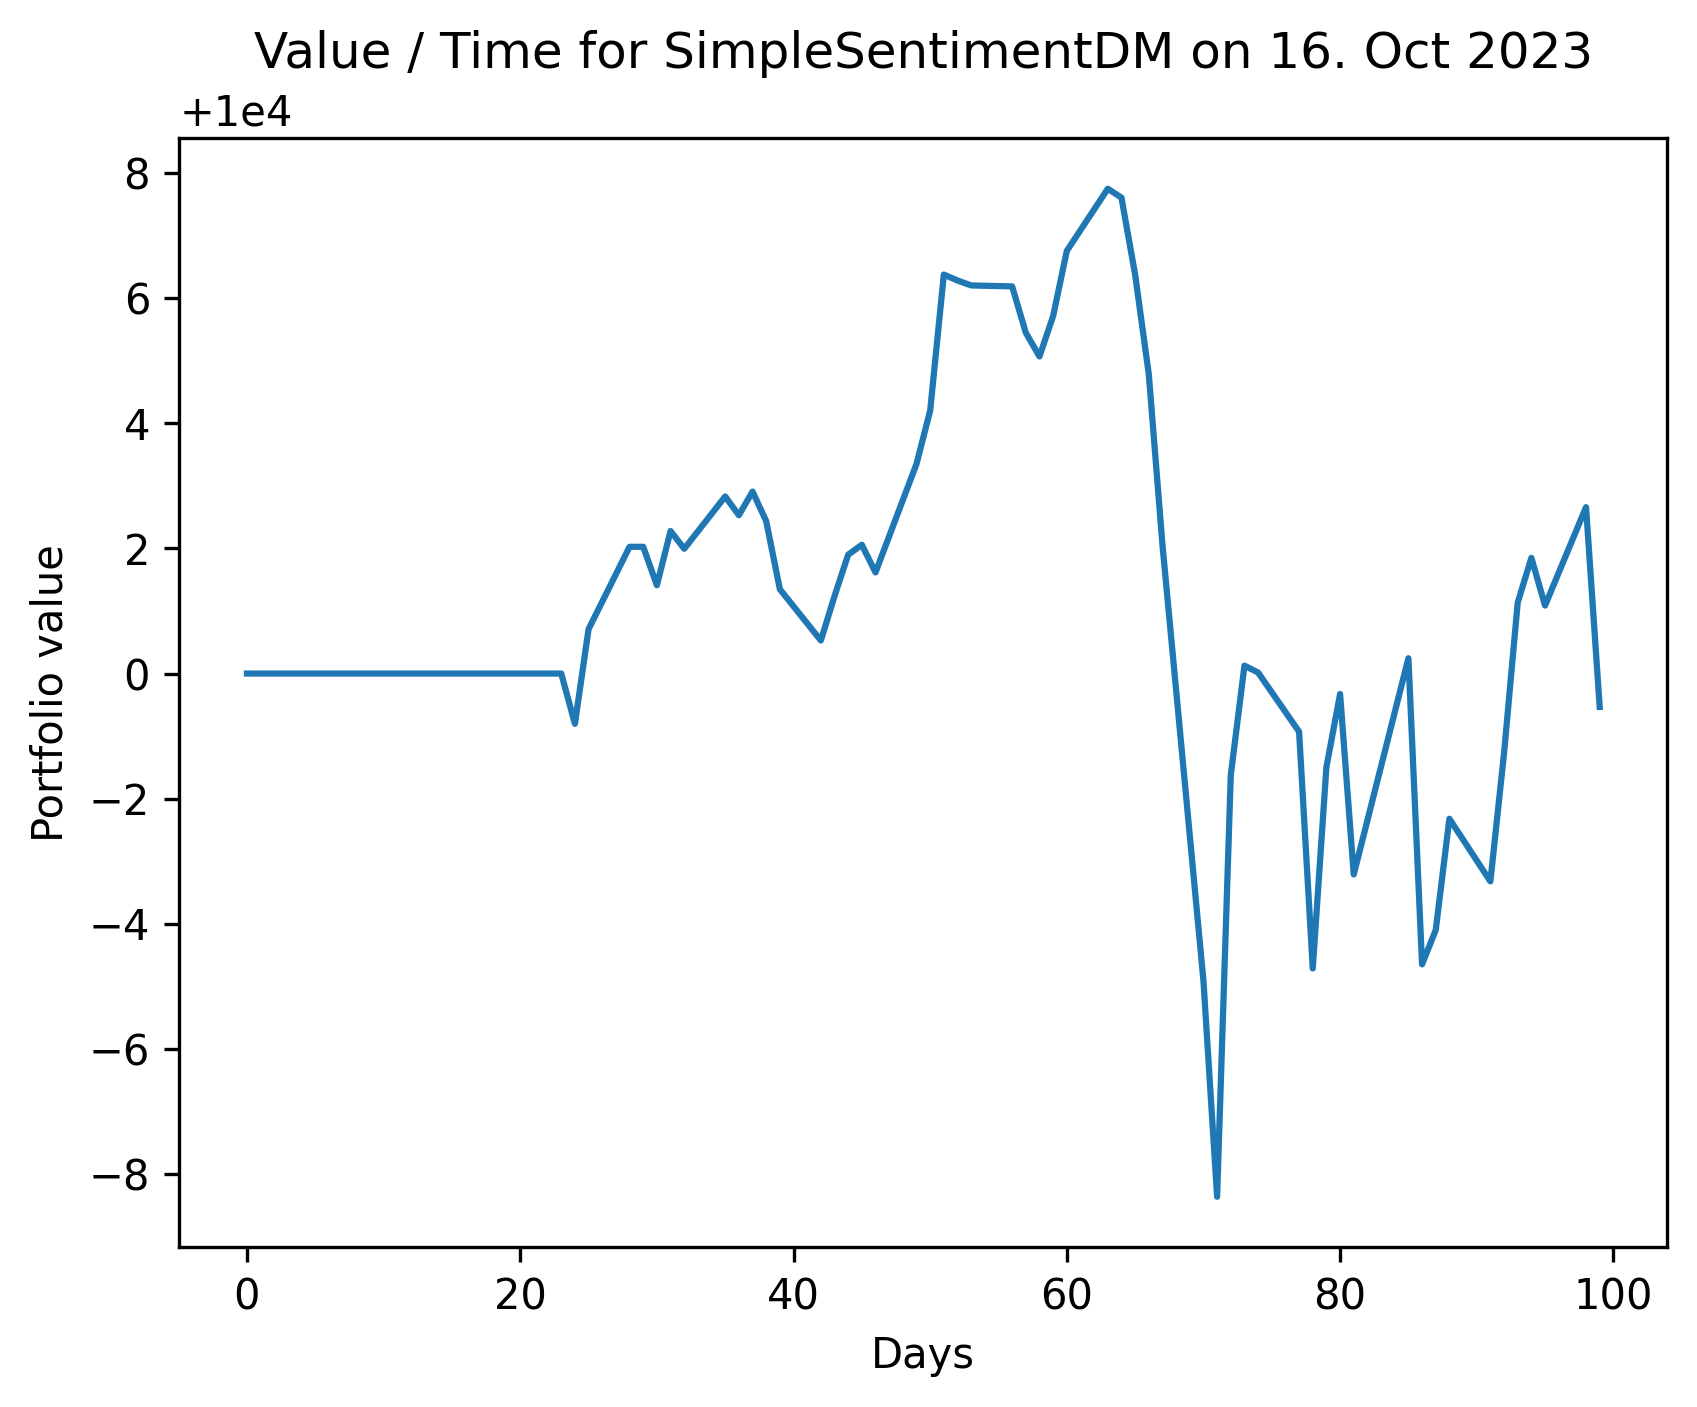 Value / Time for SimpleSentimentDM on 16. Oct 2023
+1e4
8
6
4
2
0
−2
−4
−6
−8
Portfolio value
0 20 40 60 80 100
Days